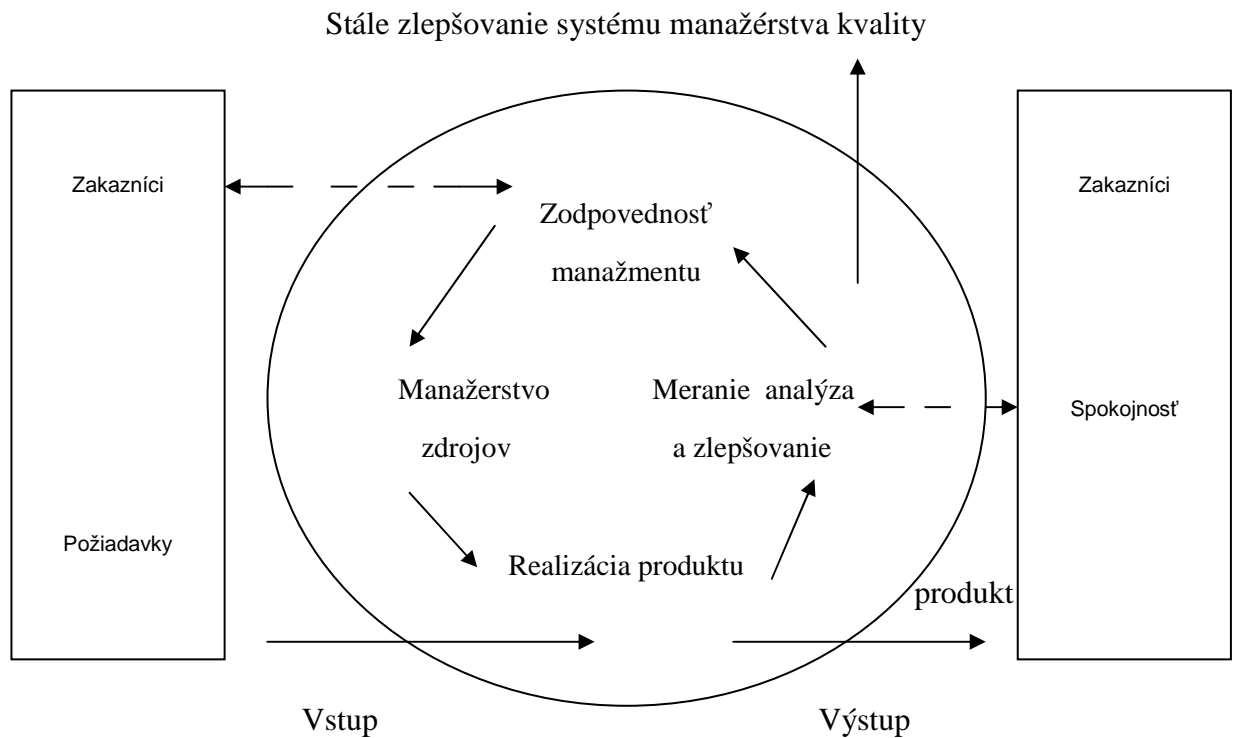 Stále zlepšovanie systému manažérstva kvality
Zakazníci
Zakazníci
Zodpovednosť
manažmentu
Manažerstvo
zdrojov
Meranie analýza
a zlepšovanie
Spokojnosť
Požiadavky
Realizácia produktu
produkt
Vstup
Výstup